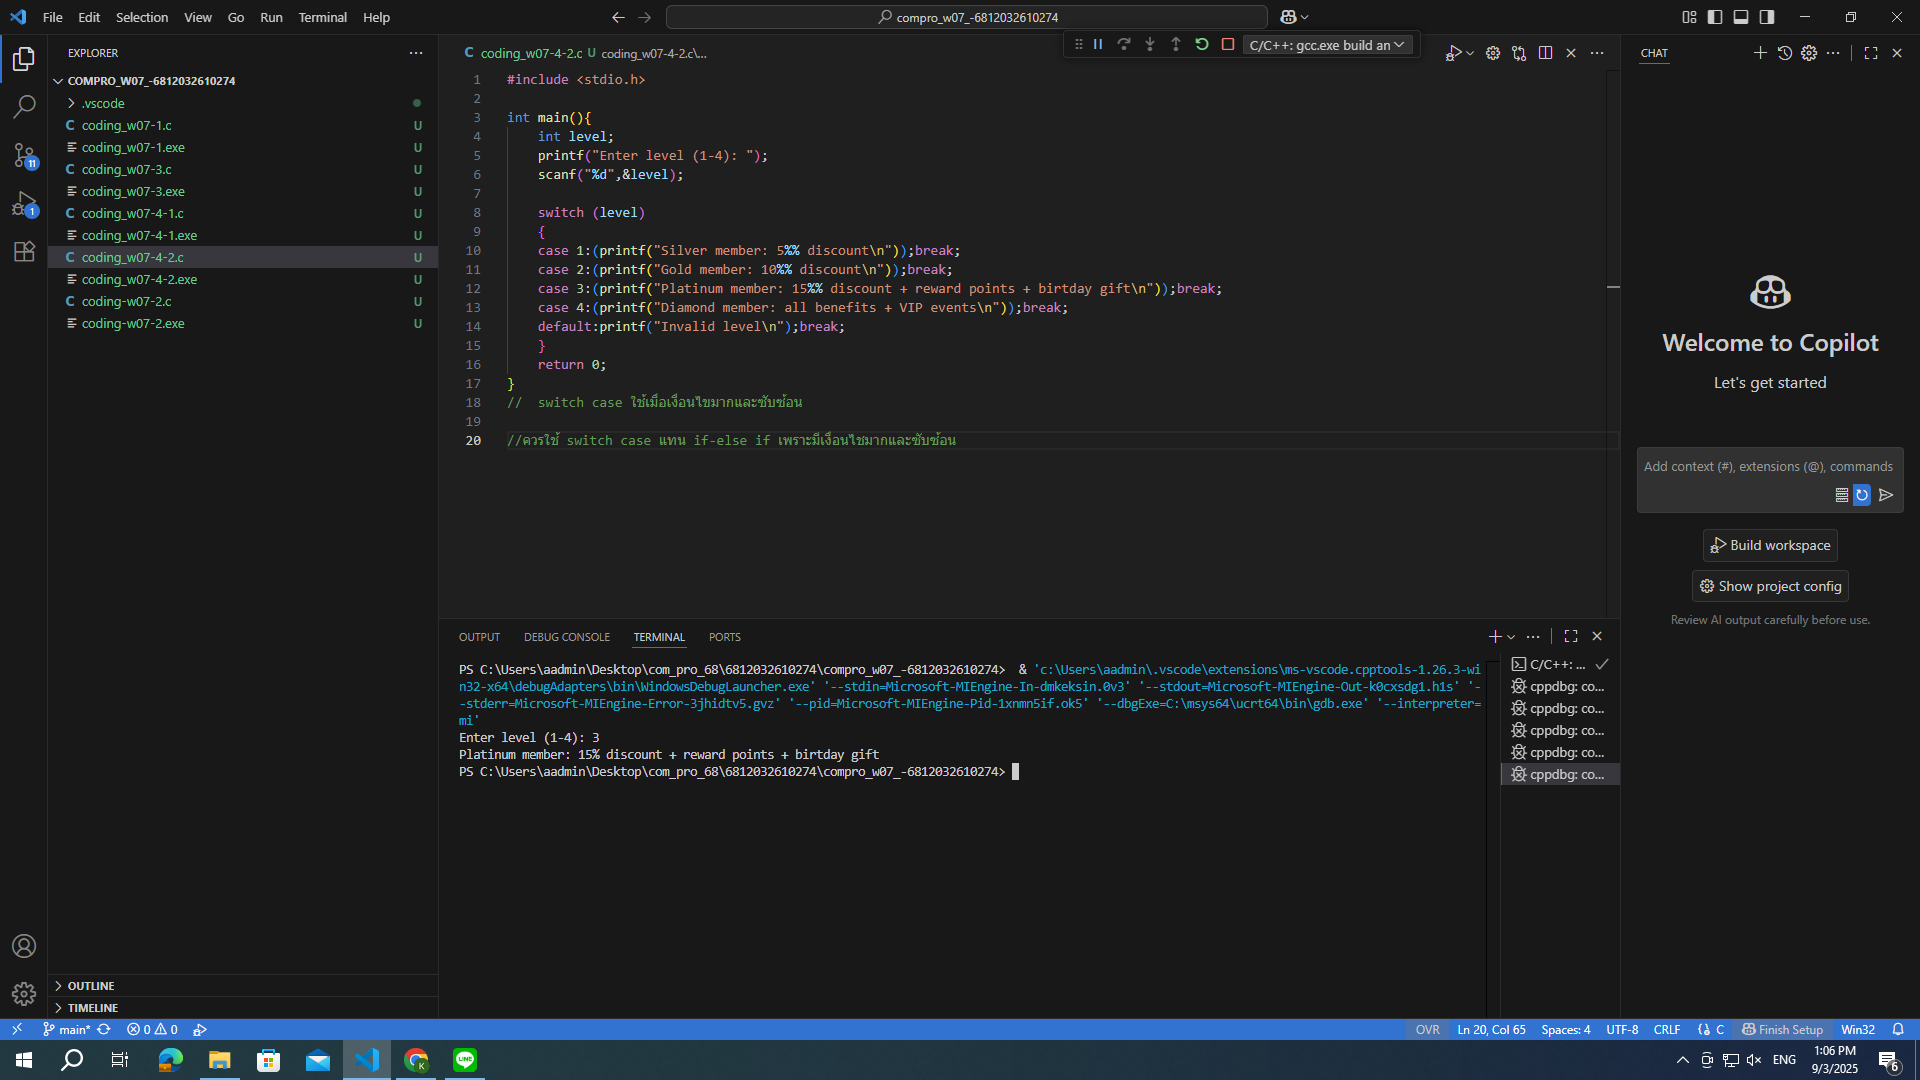 File Edit Selection View Go Run Terminal Help
compro_w07_-6812032610274
EXPLORER
COMPRO_W07_-6812032610274
.vscode
coding_w07-1.c U
coding_w07-1.exe U
coding_w07-3.c U
coding_w07-3.exe U
coding_w07-4-1.c U
coding_w07-4-1.exe U
coding_w07-4-2.c U
coding_w07-4-2.exe U
coding-w07-2.c U
coding-w07-2.exe U
11
1
OUTLINE
TIMELINE
C coding_w07-4-2.c U coding_w07-4-2.c\...
C/C++: gcc.exe build an
1 #include <stdio.h>
2
3 int main(){
4 int level;
5 printf("Enter level (1-4): ");
6 scanf("%d",&level);
7
8 switch (level)
9 {
10 case 1:(printf("Silver member: 5%% discount\n"));break;
11 case 2:(printf("Gold member: 10%% discount\n"));break;
12 case 3:(printf("Platinum member: 15%% discount + reward points + birtday gift\n"));break;
13 case 4:(printf("Diamond member: all benefits + VIP events\n"));break;
14 default:printf("Invalid level\n");break;
15 }
16 return 0;
17 }
18 // switch case ใช้เมื่อเงื่อนไขมากและซับซ้อน
19
20 //ควรใช้ switch case แทน if-else if เพราะมีเงื่อนไขมากและซับซ้อน
OUTPUT DEBUG CONSOLE TERMINAL PORTS
PS C:\Users\aadmin\Desktop\com_pro_68\6812032610274\compro_w07_-6812032610274> & 'c:\Users\aadmin\.vscode\extensions\ms-vscode.cpptools-1.26.3-wi
n32-x64\debugAdapters\bin\WindowsDebugLauncher.exe' '--stdin=Microsoft-MIEngine-In-dmkeksin.0v3' '--stdout=Microsoft-MIEngine-Out-k0cxsdg1.h1s' '-
-stderr=Microsoft-MIEngine-Error-3jhidtv5.gvz' '--pid=Microsoft-MIEngine-Pid-1xnmn5if.ok5' '--dbgExe=C:\msys64\ucrt64\bin\gdb.exe' '--interpreter=
mi'
Enter level (1-4): 3
Platinum member: 15% discount + reward points + birtday gift
PS C:\Users\aadmin\Desktop\com_pro_68\6812032610274\compro_w07_-6812032610274>
C/C++: ...
cppdbg: co...
cppdbg: co...
cppdbg: co...
cppdbg: co...
cppdbg: co...
CHAT
Welcome to Copilot
Let's get started
Add context (#), extensions (@), commands
Build workspace
Show project config
Review AI output carefully before use.
main* 0 0
OVR Ln 20, Col 65 Spaces: 4 UTF-8 CRLF C Finish Setup Win32
K
LINE
ENG
1:06 PM
9/3/2025
6